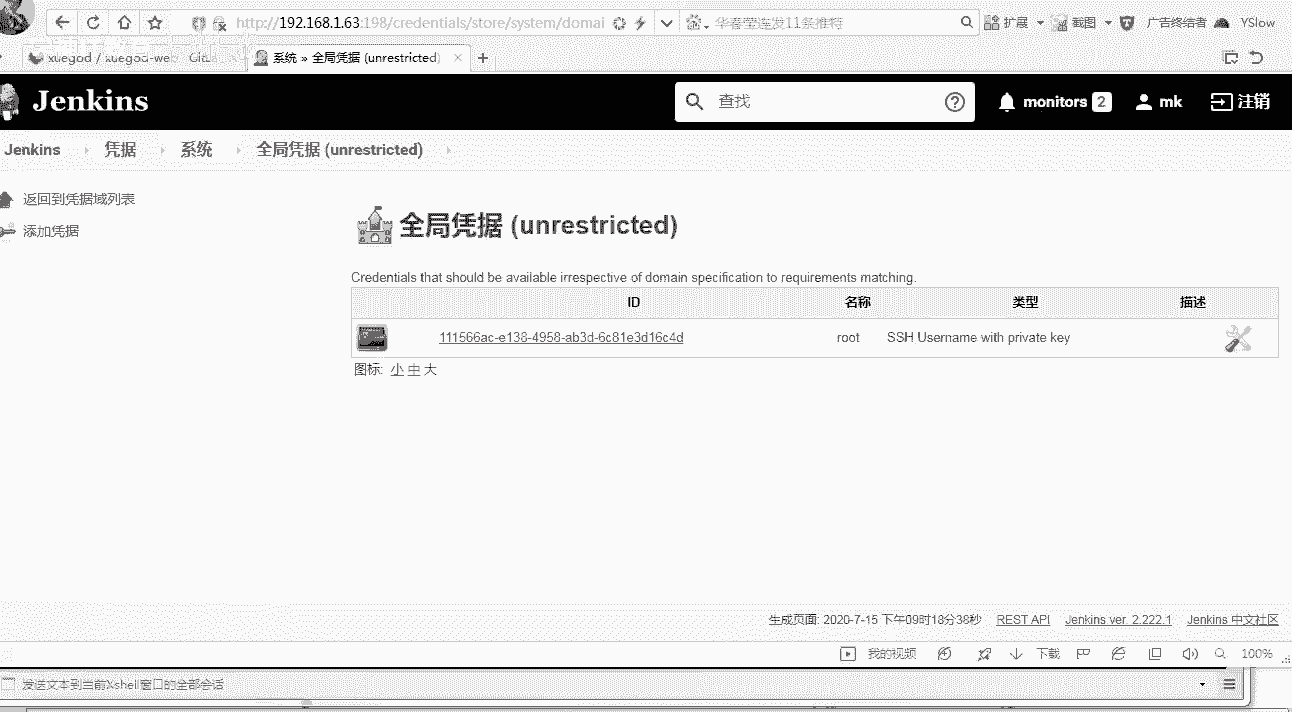 http://192.168.1.63:198/credentials/store/system/domai
华春莹连发11条推特
扩展
截图
广告终结者
YSlow
xuegod / xuegod-web
系统 » 全局凭据 (unrestricted)
Jenkins
查找
monitors 2
mk
注销
Jenkins
凭据
系统
全局凭据 (unrestricted)
返回到凭据域列表
添加凭据
全局凭据 (unrestricted)
Credentials that should be available irrespective of domain specification to requirements matching.
ID 名称 类型 描述
111566ac-e138-4958-ab3d-6c81e3d16c4d root SSH Username with private key
图标: 小 中 大
生成页面: 2020-7-15 下午09时18分38秒 REST API Jenkins ver. 2.222.1 Jenkins 中文社区
我的视频 下载 100%
发送文本到当前Xshell窗口的全部会话